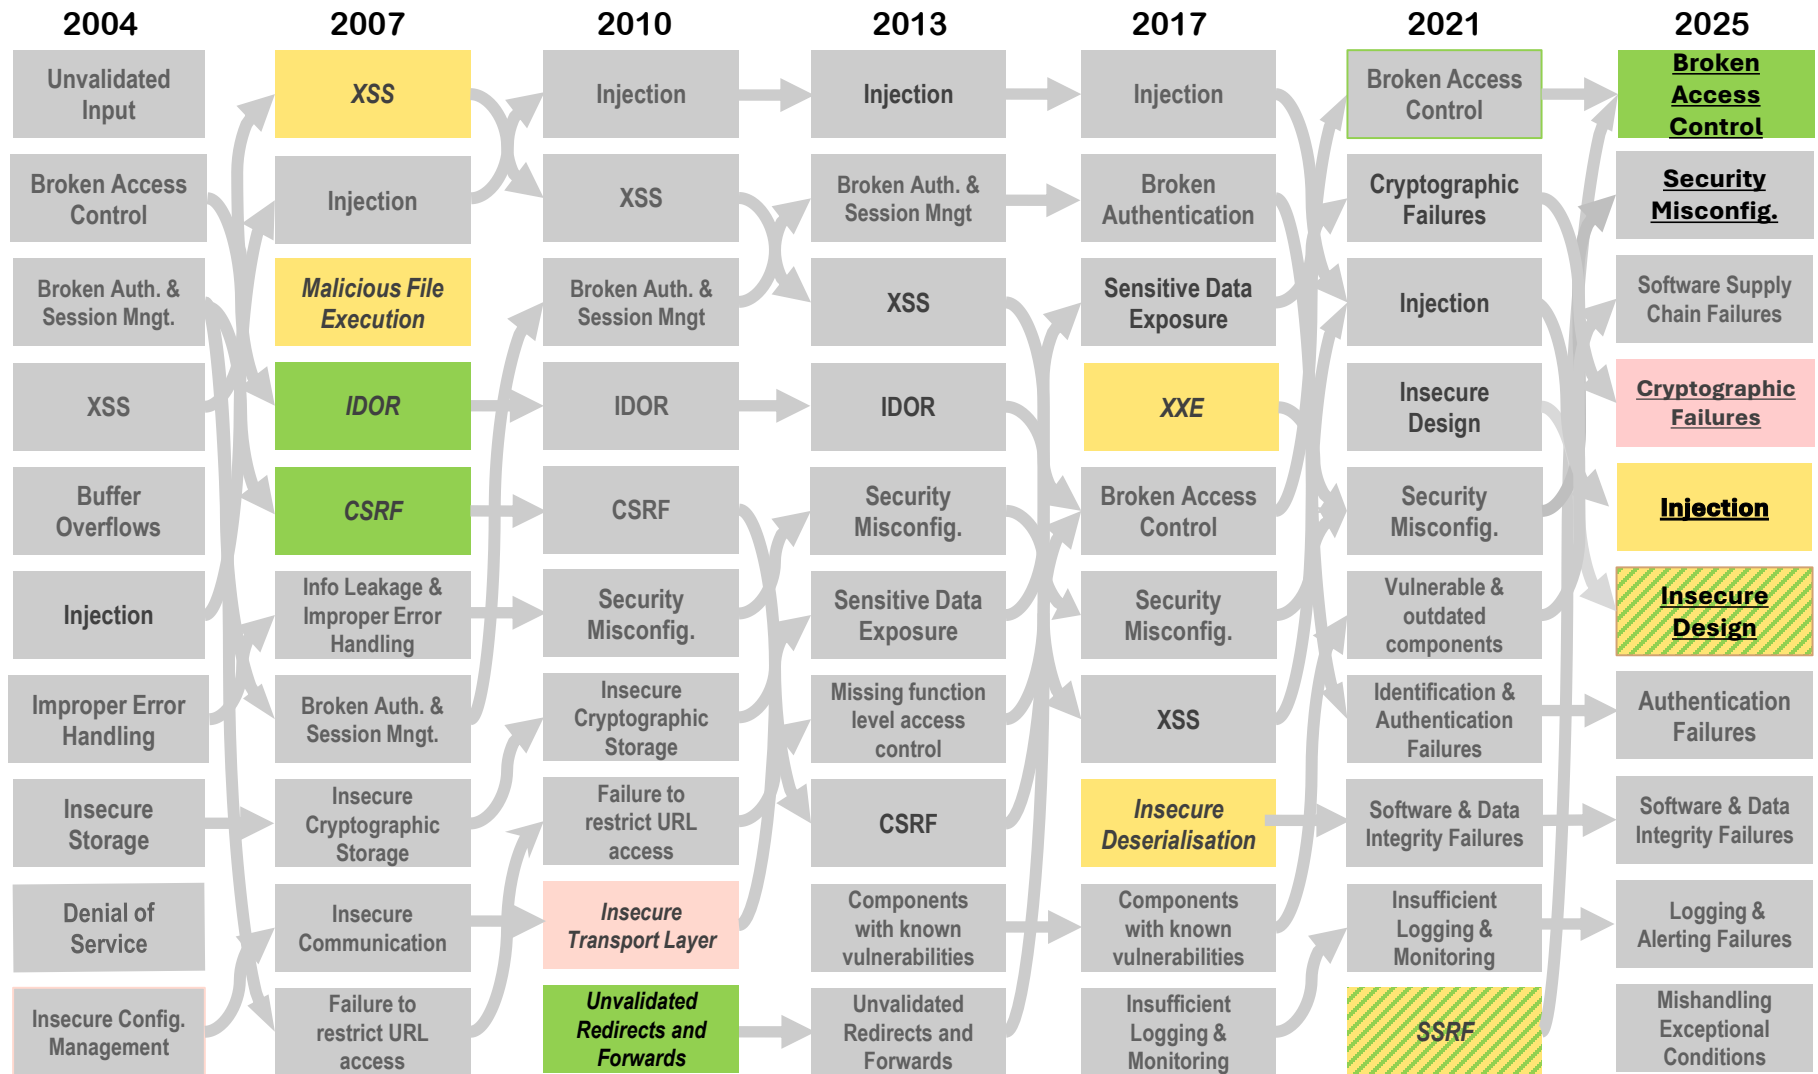 2004
2007
2010
2013
2017
2021
2025
Unvalidated
Input
Broken Access
Control
Broken Auth. &
Session Mngt.
XSS
Buffer
Overflows
Injection
Improper Error
Handling
Insecure
Storage
Denial of
Service
Insecure Config.
Management
XSS
Injection
Malicious File
Execution
IDOR
CSRF
Info Leakage &
Improper Error
Handling
Broken Auth. &
Session Mngt.
Insecure
Cryptographic
Storage
Insecure
Communication
Failure to
restrict URL
access
Injection
XSS
Broken Auth. &
Session Mngt
IDOR
CSRF
Security
Misconfig.
Insecure
Cryptographic
Storage
Failure to
restrict URL
access
Insecure
Transport Layer
Unvalidated
Redirects and
Forwards
Injection
Broken Auth. &
Session Mngt
XSS
IDOR
Security
Misconfig.
Sensitive Data
Exposure
Missing function
level access
control
CSRF
Components
with known
vulnerabilities
Unvalidated
Redirects and
Forwards
Injection
Broken
Authentication
Sensitive Data
Exposure
XXE
Broken Access
Control
Security
Misconfig.
XSS
Insecure
Deserialisation
Components
with known
vulnerabilities
Insufficient
Logging &
Monitoring
Broken Access
Control
Cryptographic
Failures
Injection
Insecure
Design
Security
Misconfig.
Vulnerable &
outdated
components
Identification &
Authentication
Failures
Software & Data
Integrity Failures
Insufficient
Logging &
Monitoring
SSRF
Broken
Access
Control
Security
Misconfig.
Software Supply
Chain Failures
Cryptographic
Failures
Injection
Insecure
Design
Authentication
Failures
Software & Data
Integrity Failures
Logging &
Alerting Failures
Mishandling
Exceptional
Conditions